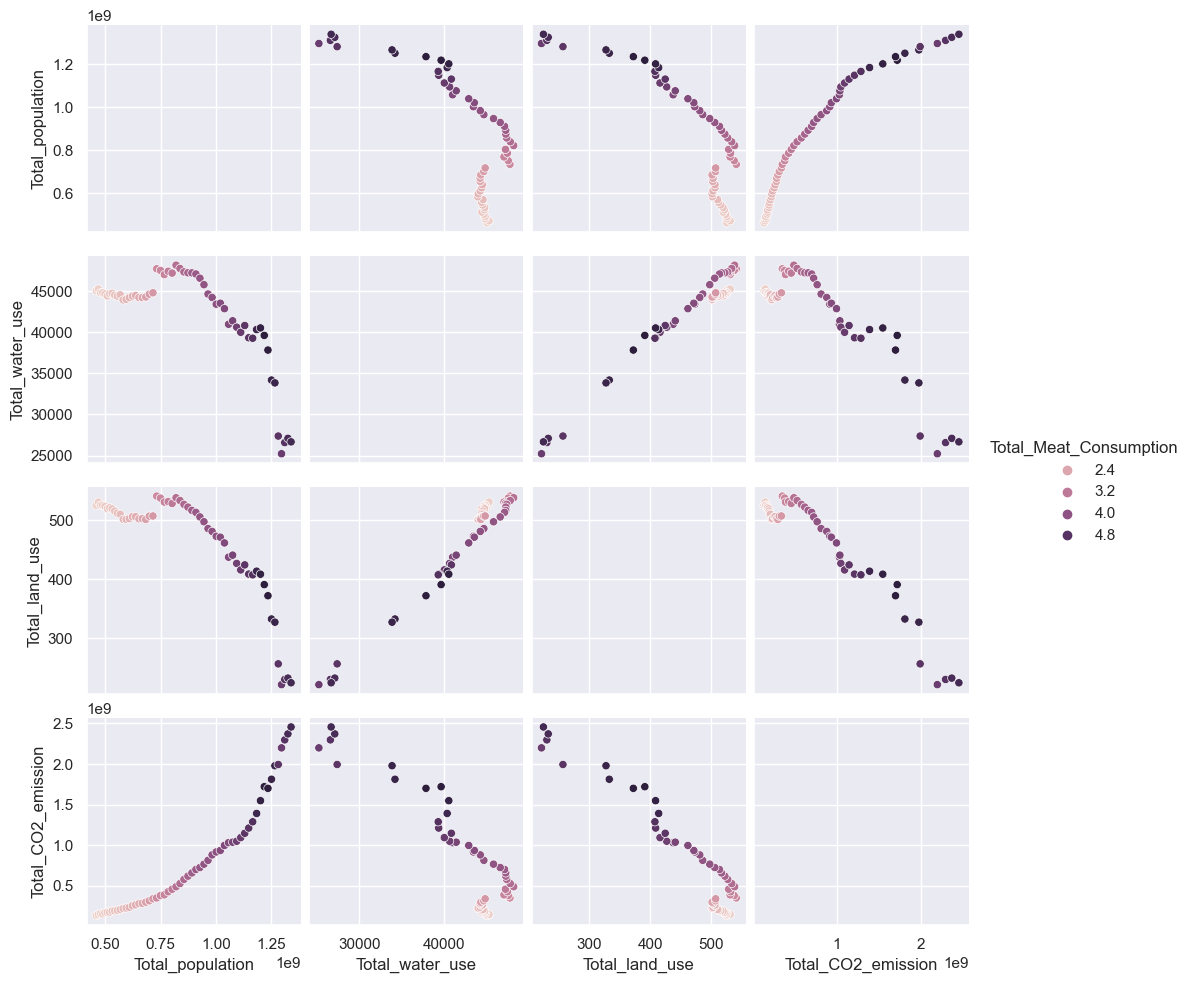 1e9
Total_population
1.2
1.0
0.8
0.6
Total_water_use
45000
40000
35000
30000
25000
Total_Meat_Consumption
2.4
3.2
4.0
4.8
Total_land_use
500
400
300
1e9
Total_CO2_emission
2.5
2.0
1.5
1.0
0.5
0.50 0.75 1.00 1.25
30000 40000
300 400 500
1 2
Total_population 1e9
Total_water_use
Total_land_use
Total_CO2_emission 1e9